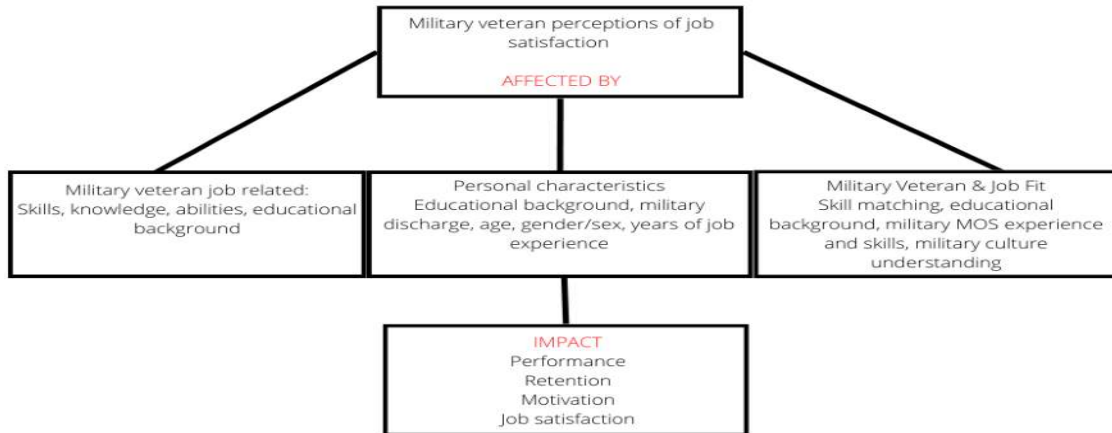 Military veteran perceptions of job
satisfaction
AFFECTED BY
Military veteran job related:
Skills, knowledge, abilities, educational
background
Personal characteristics
Educational background, military
discharge, age, gender/sex, years of job
experience
Military Veteran & Job Fit
Skill matching, educational
background, military MOS experience
and skills, military culture
understanding
IMPACT
Performance
Retention
Motivation
Job satisfaction